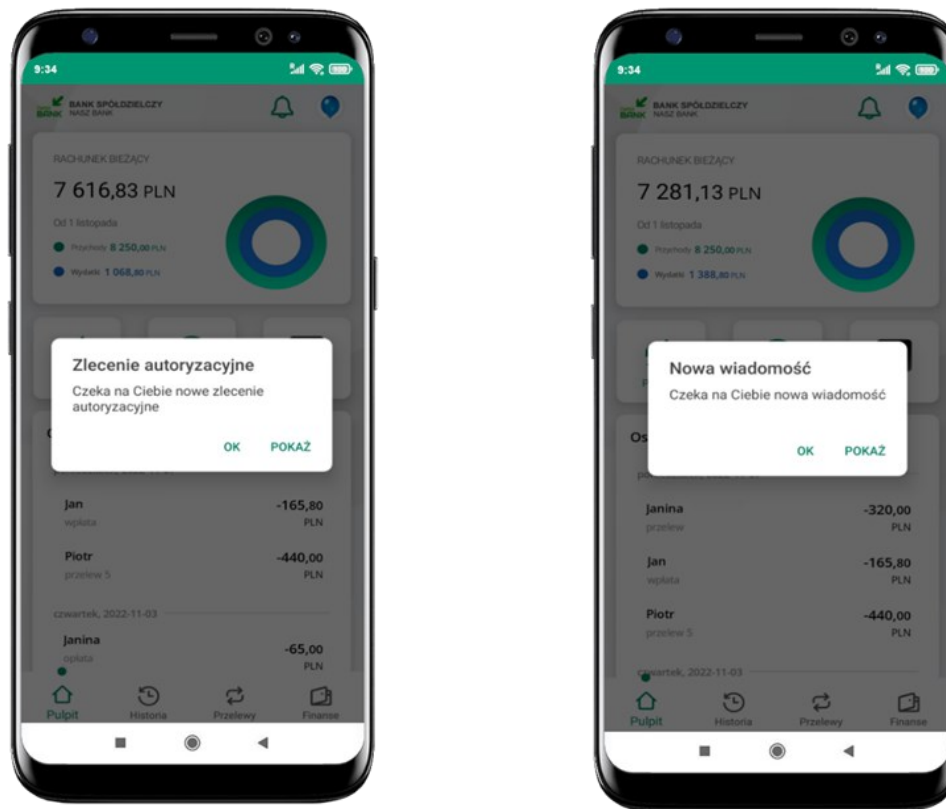 9:34
BANK SPÓŁDZIELCZY
NASZ BANK
RACHUNEK BIEŻĄCY
7 616,83 PLN
Od 1 listopada
Przychody 8 250,00 PLN
Wydatki 1 068,80 PLN
Zlecenie autoryzacyjne
Czeka na Ciebie nowe zlecenie
autoryzacyjne
OK POKAŻ
Jan -165,80
wpłata PLN
Piotr -440,00
przelew 5 PLN
czwartek, 2022-11-03
Janina -65,00
opłata PLN
Pulpit Historia Przelewy Finanse
9:34
BANK SPÓŁDZIELCZY
NASZ BANK
RACHUNEK BIEŻĄCY
7 281,13 PLN
Od 1 listopada
Przychody 8 250,00 PLN
Wydatki 1 388,80 PLN
Nowa wiadomość
Czeka na Ciebie nowa wiadomość
OK POKAŻ
Os
Janina -320,00
przelew PLN
Jan -165,80
wpłata PLN
Piotr -440,00
przelew 5 PLN
czwartek, 2022-11-03
Pulpit Historia Przelewy Finanse